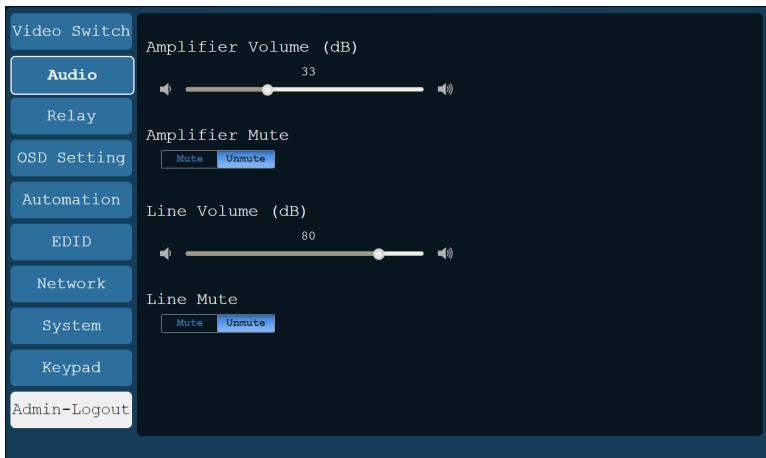 Video Switch
Audio
Relay
OSD Setting
Automation
EDID
Network
System
Keypad
Admin-Logout
Amplifier Volume (dB)
33
Amplifier Mute
Mute Unmute
Line Volume (dB)
80
Line Mute
Mute Unmute